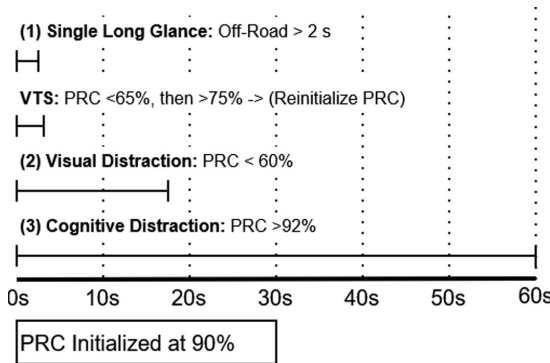 (1) Single Long Glance: Off-Road > 2 s
VTS: PRC <65%, then >75% -> (Reinitialize PRC)
(2) Visual Distraction: PRC < 60%
(3) Cognitive Distraction: PRC >92%
0s 10s 20s 30s 40s 50s 60s
PRC Initialized at 90%